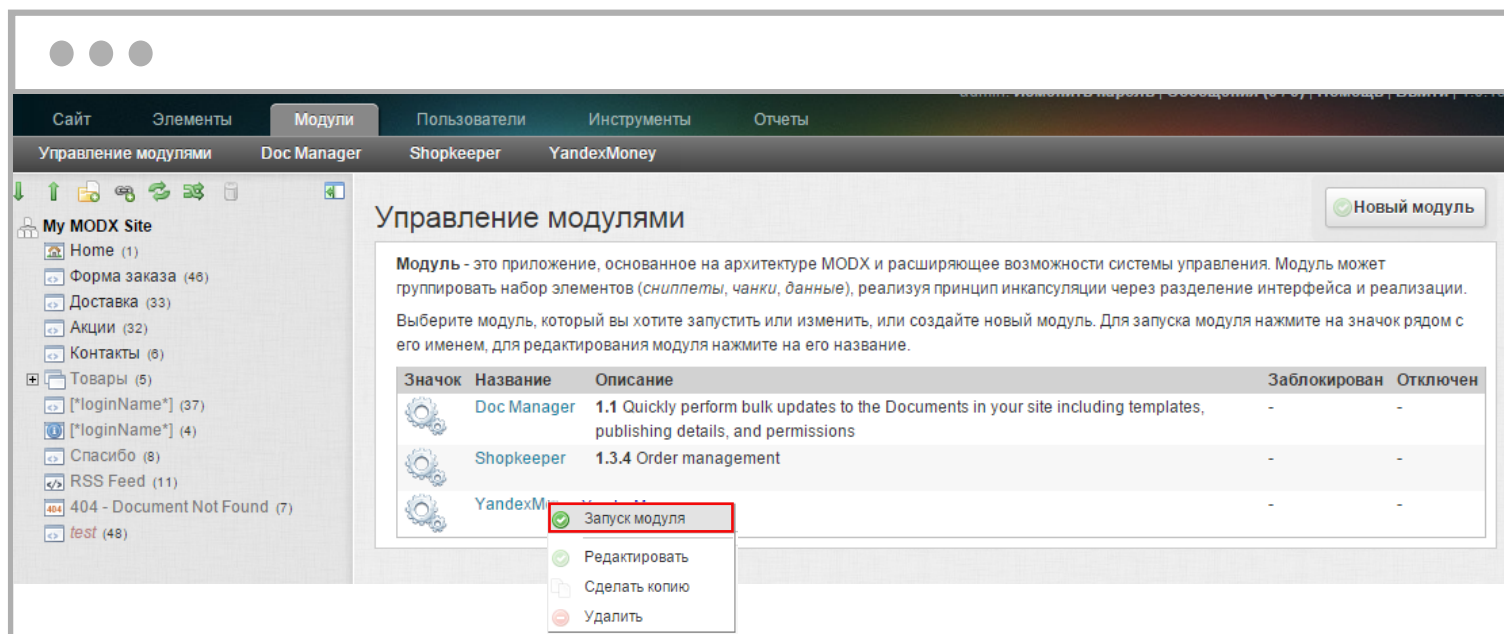 Сайт Элементы Модули Пользователи Инструменты Отчеты
Управление модулями Doc Manager Shopkeeper YandexMoney
My MODX Site
Home (1)
Форма заказа (46)
Доставка (33)
Акции (32)
Контакты (6)
Товары (5)
[*loginName*] (37)
[*loginName*] (4)
Спасибо (8)
RSS Feed (11)
404 - Document Not Found (7)
test (48)
Управление модулями
Новый модуль
Модуль - это приложение, основанное на архитектуре MODX и расширяющее возможности системы управления. Модуль может
группировать набор элементов (сниппеты, чанки, данные), реализуя принцип инкапсуляции через разделение интерфейса и реализации.
Выберите модуль, который вы хотите запустить или изменить, или создайте новый модуль. Для запуска модуля нажмите на значок рядом с
его именем, для редактирования модуля нажмите на его название.
Значок Название Описание Заблокирован Отключен
Doc Manager 1.1 Quickly perform bulk updates to the Documents in your site including templates, - -
publishing details, and permissions
Shopkeeper 1.3.4 Order management - -
YandexM - -
Запуск модуля
Редактировать
Сделать копию
Удалить